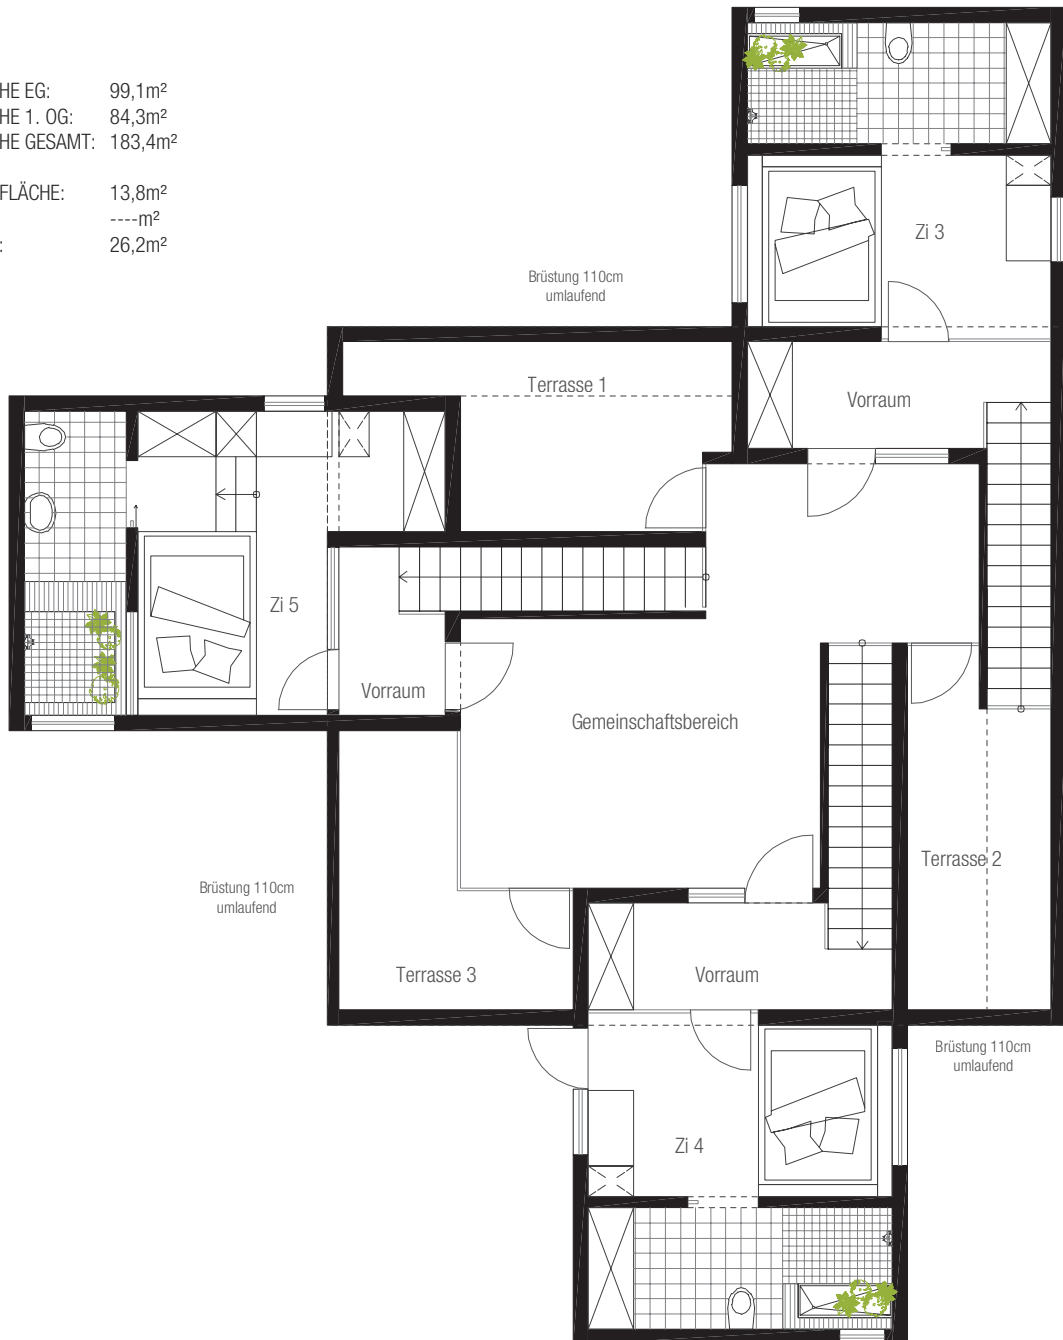 HE EG: 99,1m²
HE 1. OG: 84,3m²
HE GESAMT: 183,4m²
FLÄCHE: 13,8m²
----m²
: 26,2m²
Zi 3
Brüstung 110cm
umlaufend
Terrasse 1
Vorraum
Zi 5
Vorraum
Gemeinschaftsbereich
Terrasse 2
Brüstung 110cm
umlaufend
Terrasse 3
Vorraum
Brüstung 110cm
umlaufend
Zi 4